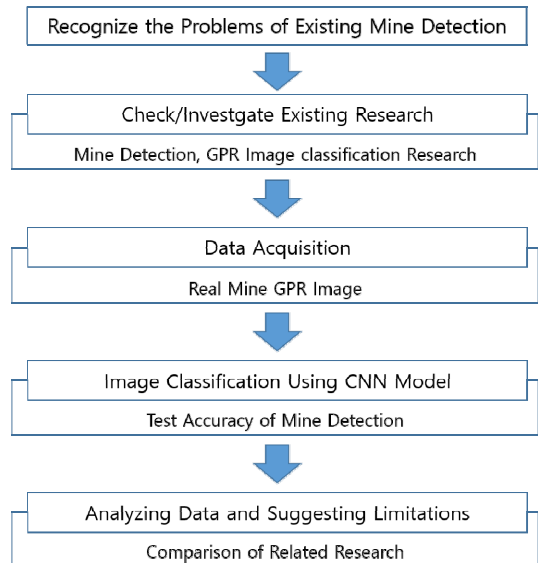 Recognize the Problems of Existing Mine Detection
Check/Investgate Existing Research
Mine Detection, GPR Image classification Research
Data Acquisition
Real Mine GPR Image
Image Classification Using CNN Model
Test Accuracy of Mine Detection
Analyzing Data and Suggesting Limitations
Comparison of Related Research